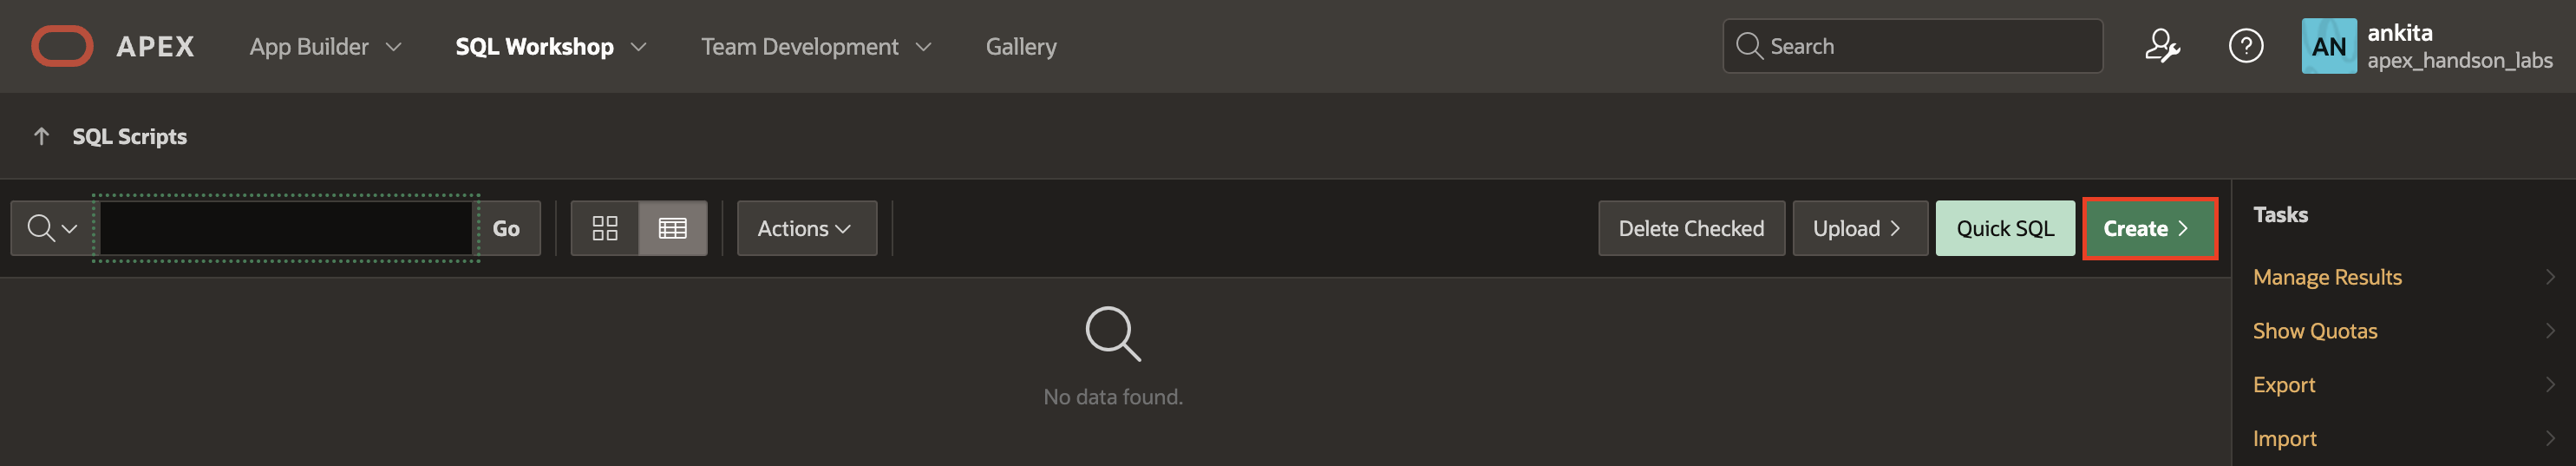 APEX App Builder SQL Workshop Team Development Gallery Search AN ankita
apex_handson_labs
SQL Scripts
Go Actions Delete Checked Upload Quick SQL Create
No data found.
Tasks
Manage Results
Show Quotas
Export
Import